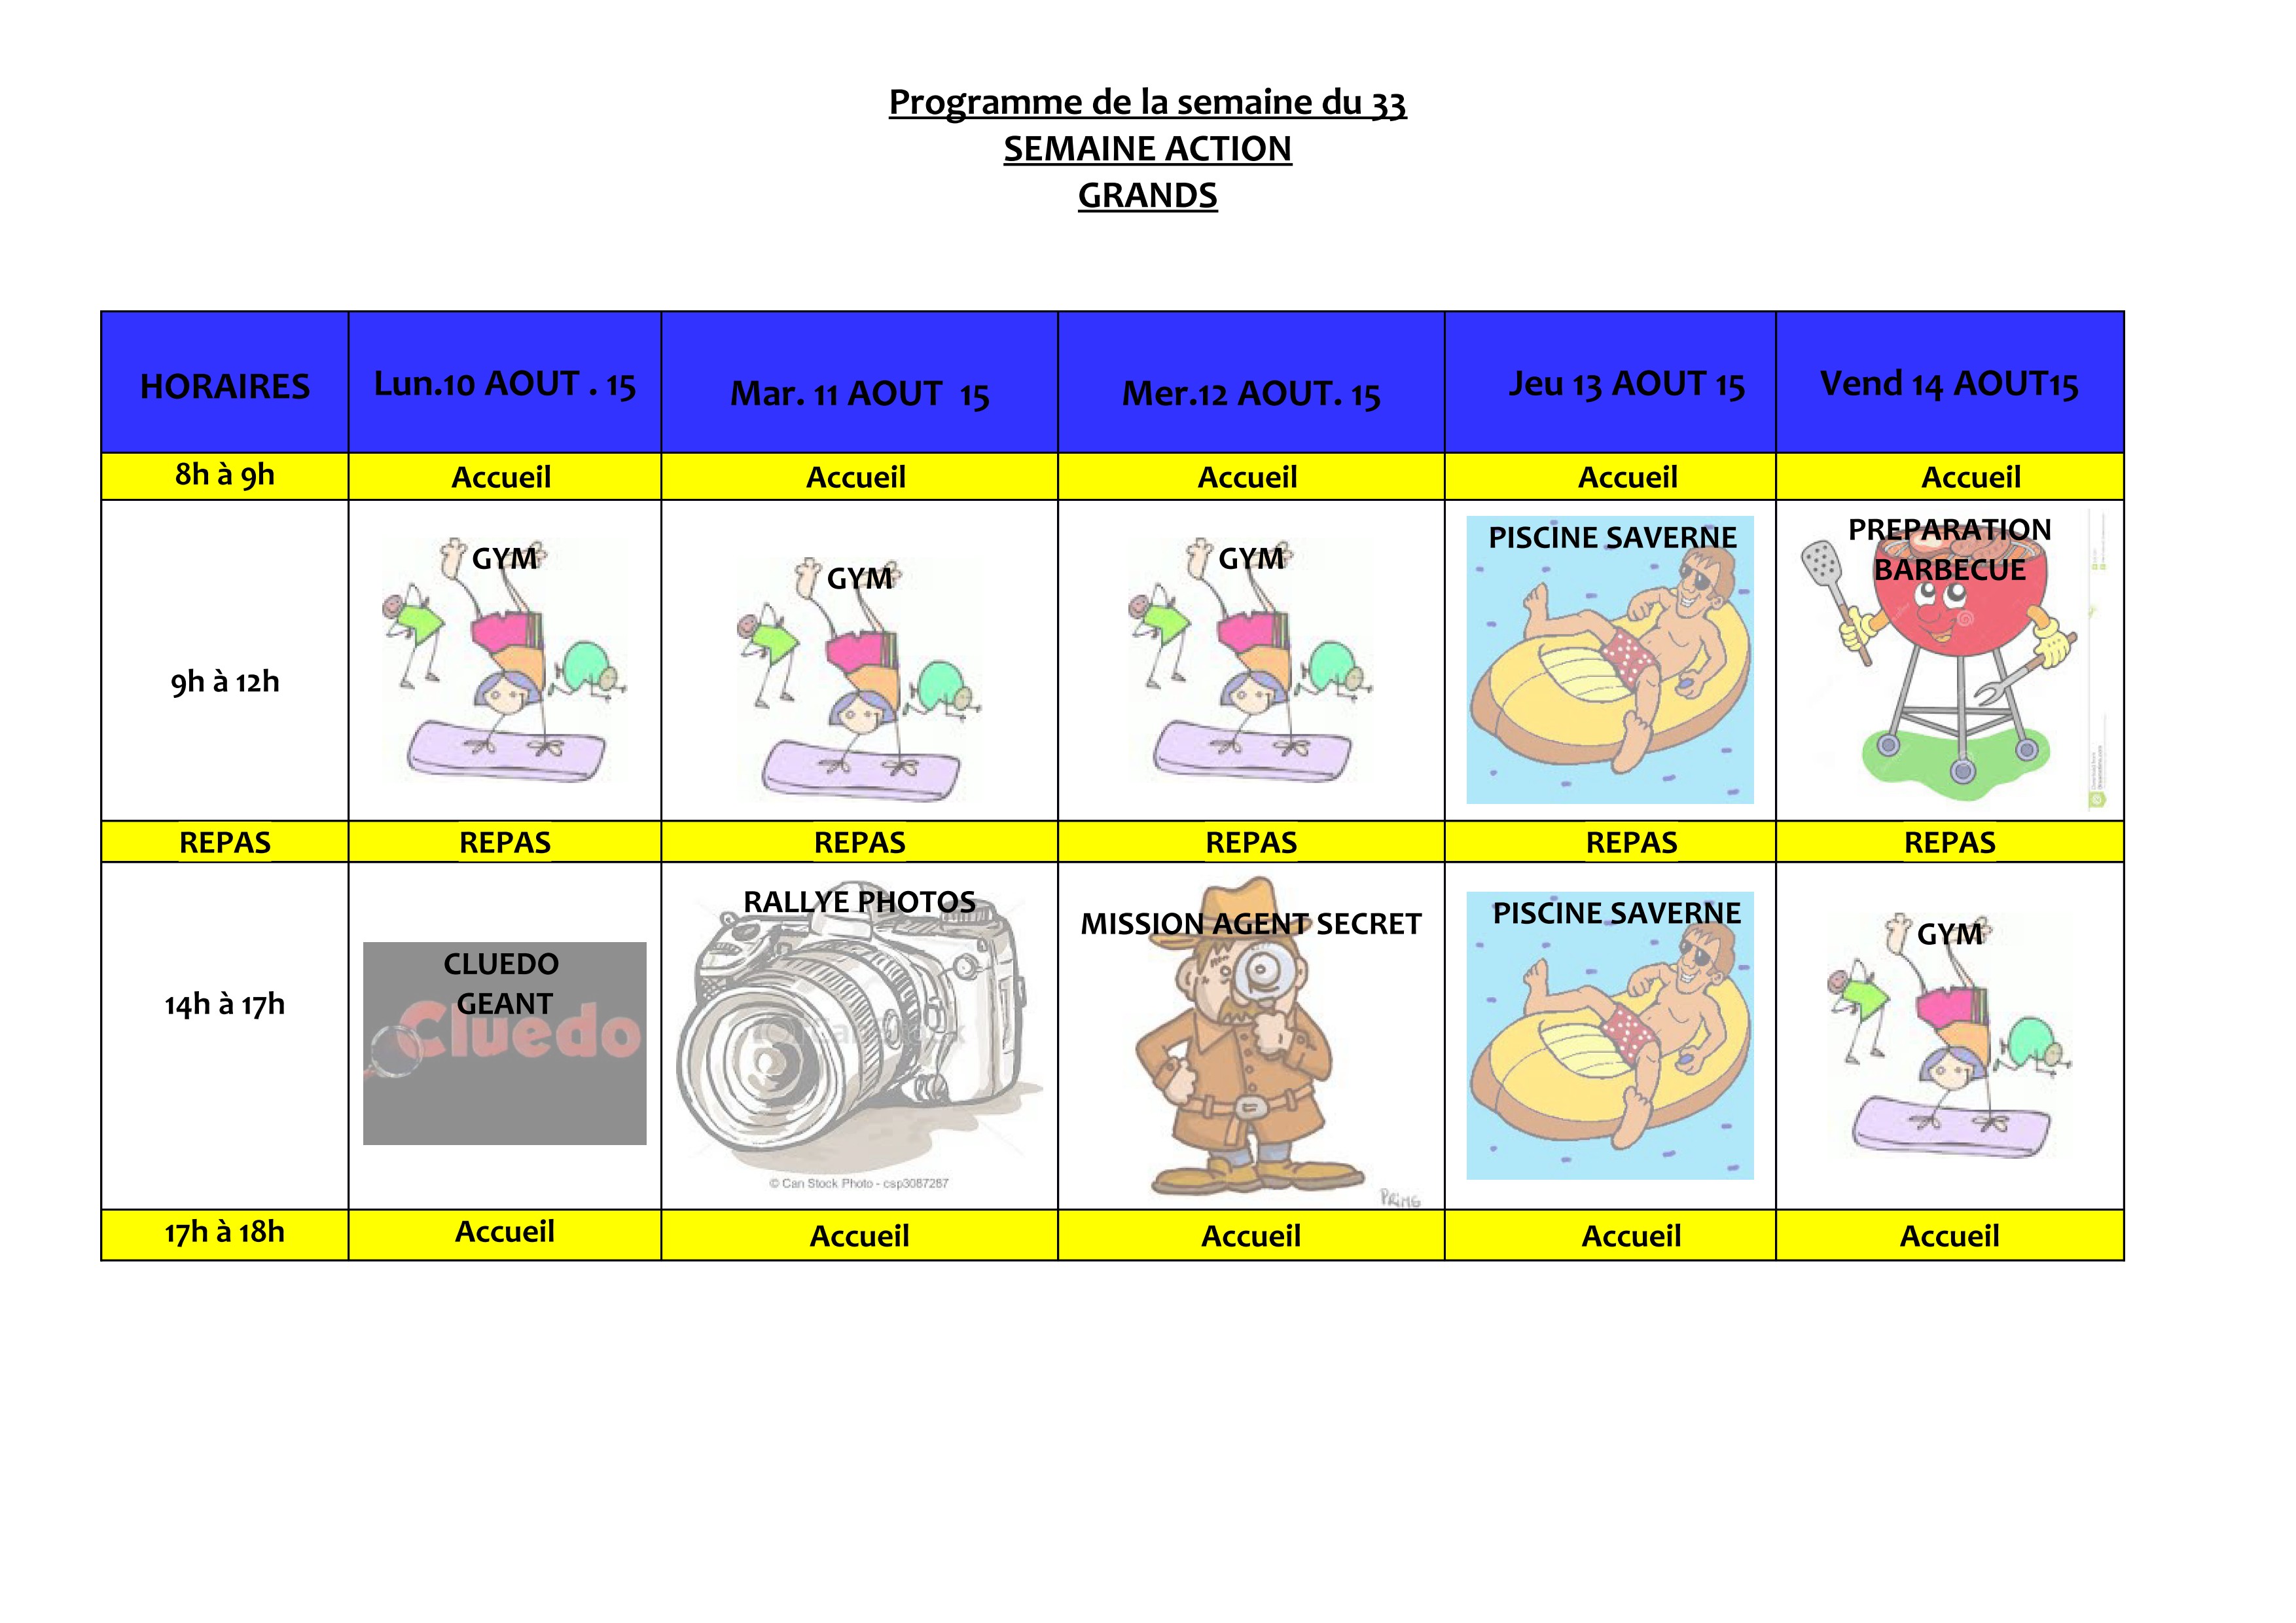 Programme de la semaine du 33
SEMAINE ACTION
GRANDS
HORAIRES
Lun.10 AOUT . 15
Mar. 11 AOUT 15
Mer.12 AOUT. 15
Jeu 13 AOUT 15
Vend 14 AOUT15
8h à 9h
Accueil
Accueil
Accueil
Accueil
Accueil
9h à 12h
GYM
GYM
GYM
PISCINE SAVERNE
PREPARATION
BARBECUE
REPAS
REPAS
REPAS
REPAS
REPAS
REPAS
14h à 17h
CLUEDO
GEANT
Cluedo
RALLYE PHOTOS
© Can Stock Photo - csp3087287
MISSION AGENT SECRET
PRiMG
PISCINE SAVERNE
GYM
17h à 18h
Accueil
Accueil
Accueil
Accueil
Accueil